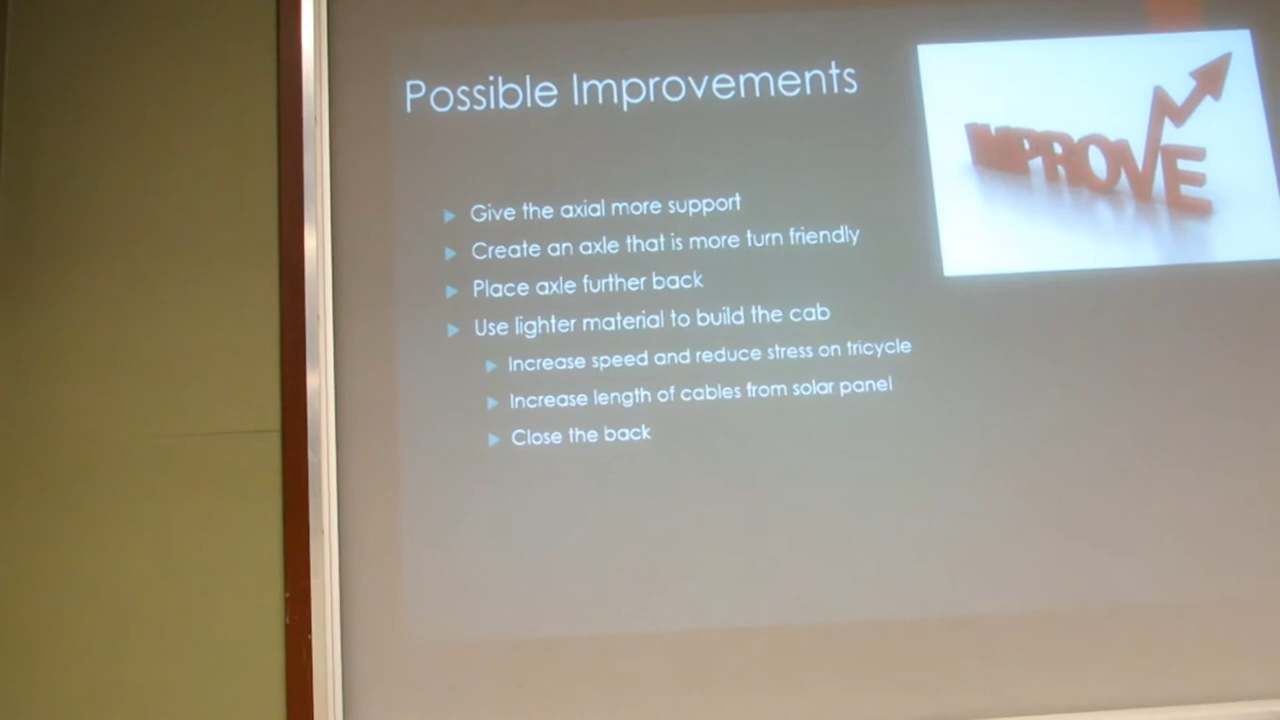 Possible Improvements
IMPROVE
Give the axial more support
Create an axle that is more turn friendly
Place axle further back
Use lighter material to build the cab
Increase speed and reduce stress on tricycle
Increase length of cables from solar panel
Close the back